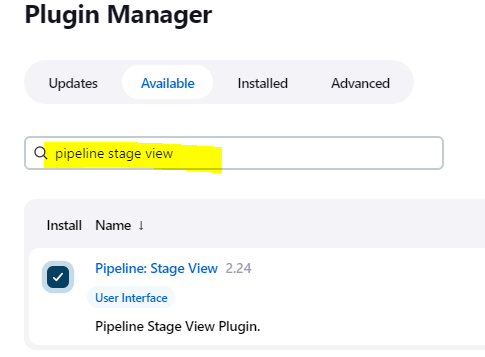 Plugin Manager
Updates Available Installed Advanced
pipeline stage view
Install Name ↓
Pipeline: Stage View 2.24
User Interface
Pipeline Stage View Plugin.